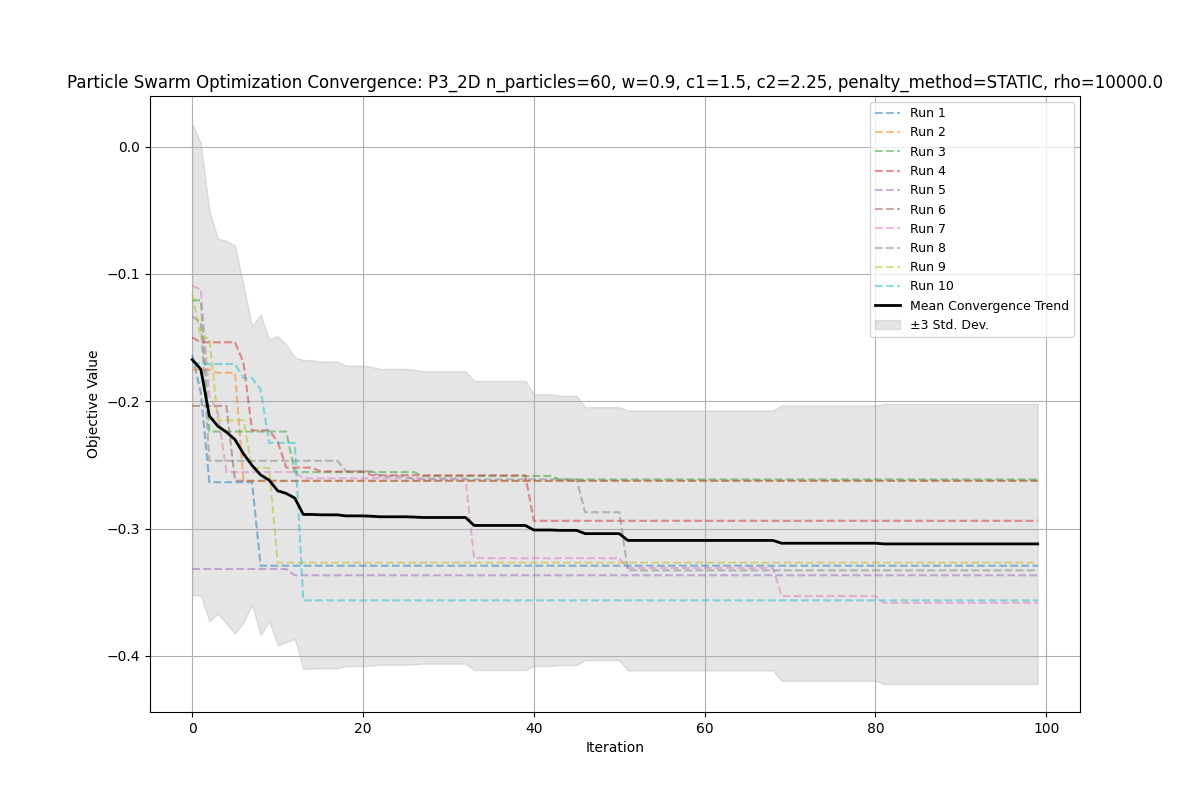 Particle Swarm Optimization Convergence: P3_2D n_particles=60, w=0.9, c1=1.5, c2=2.25, penalty_method=STATIC, rho=10000.0
Objective Value
0.0
−0.1
−0.2
−0.3
−0.4
Run 1
Run 2
Run 3
Run 4
Run 5
Run 6
Run 7
Run 8
Run 9
Run 10
Mean Convergence Trend
±3 Std. Dev.
0 20 40 60 80 100
Iteration